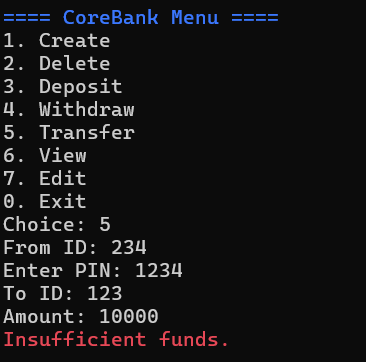 ==== CoreBank Menu ====
1. Create
2. Delete
3. Deposit
4. Withdraw
5. Transfer
6. View
7. Edit
0. Exit
Choice: 5
From ID: 234
Enter PIN: 1234
To ID: 123
Amount: 10000
Insufficient funds.